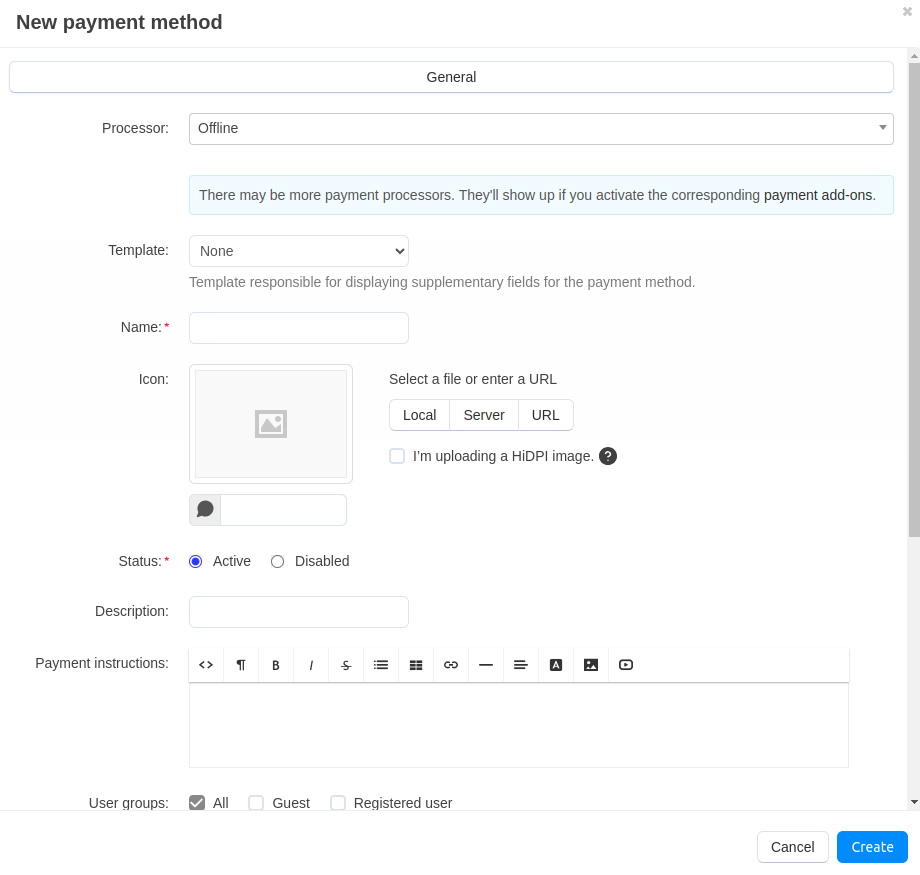 New payment method
General
Processor:
Offline
There may be more payment processors. They'll show up if you activate the corresponding payment add-ons.
Template:
None
Template responsible for displaying supplementary fields for the payment method.
Name:*
Icon:
Select a file or enter a URL
Local Server URL
I'm uploading a HiDPI image. ?
Status:* Active Disabled
Description:
Payment instructions:
<> ¶ B I S A
User groups: All Guest Registered user
Cancel Create